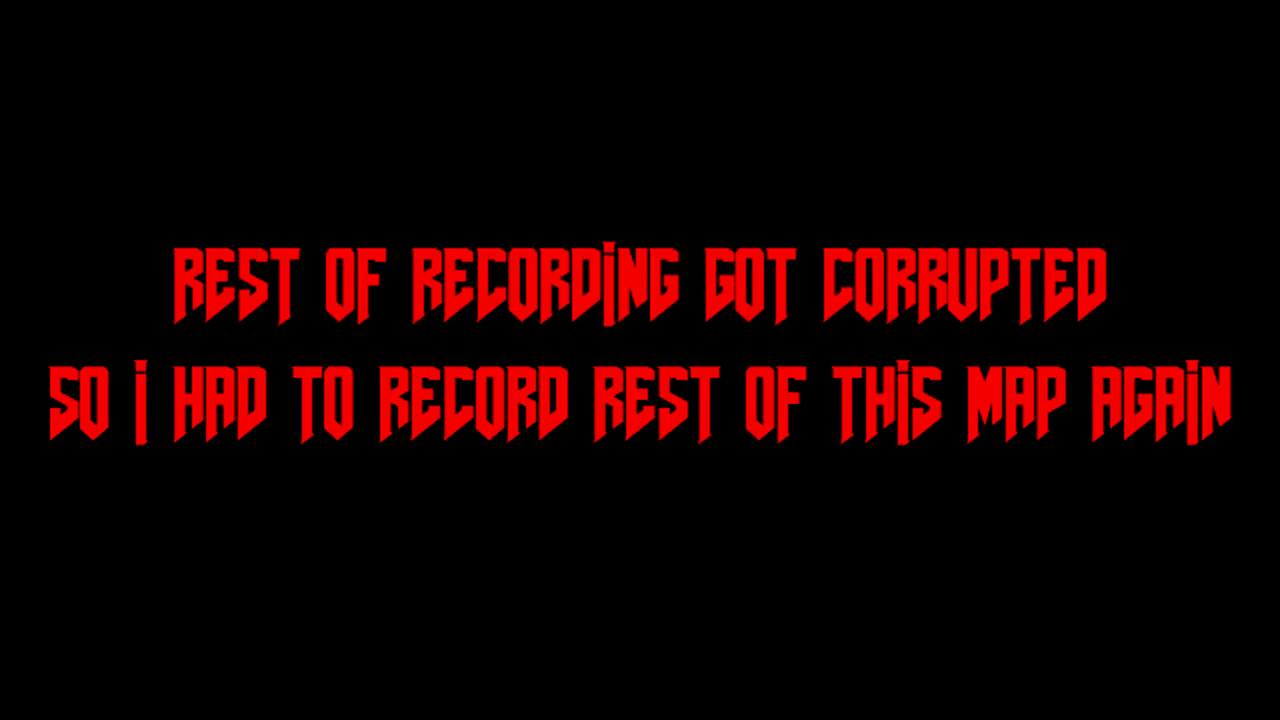 REST OF RECORDiNG GOT CORRUPTED
SO i HAD TO RECORD REST OF THiS MAP AGAiN